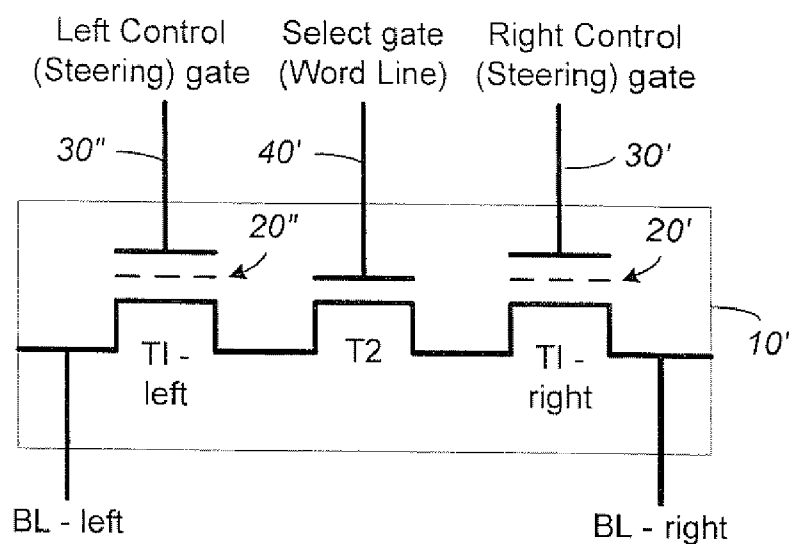 Left Control
(Steering) gate
Select gate
(Word Line)
Right Control
(Steering) gate
30"
40'
30'
20"
20'
TI -
left
T2
TI -
right
10'
BL - left
BL - right